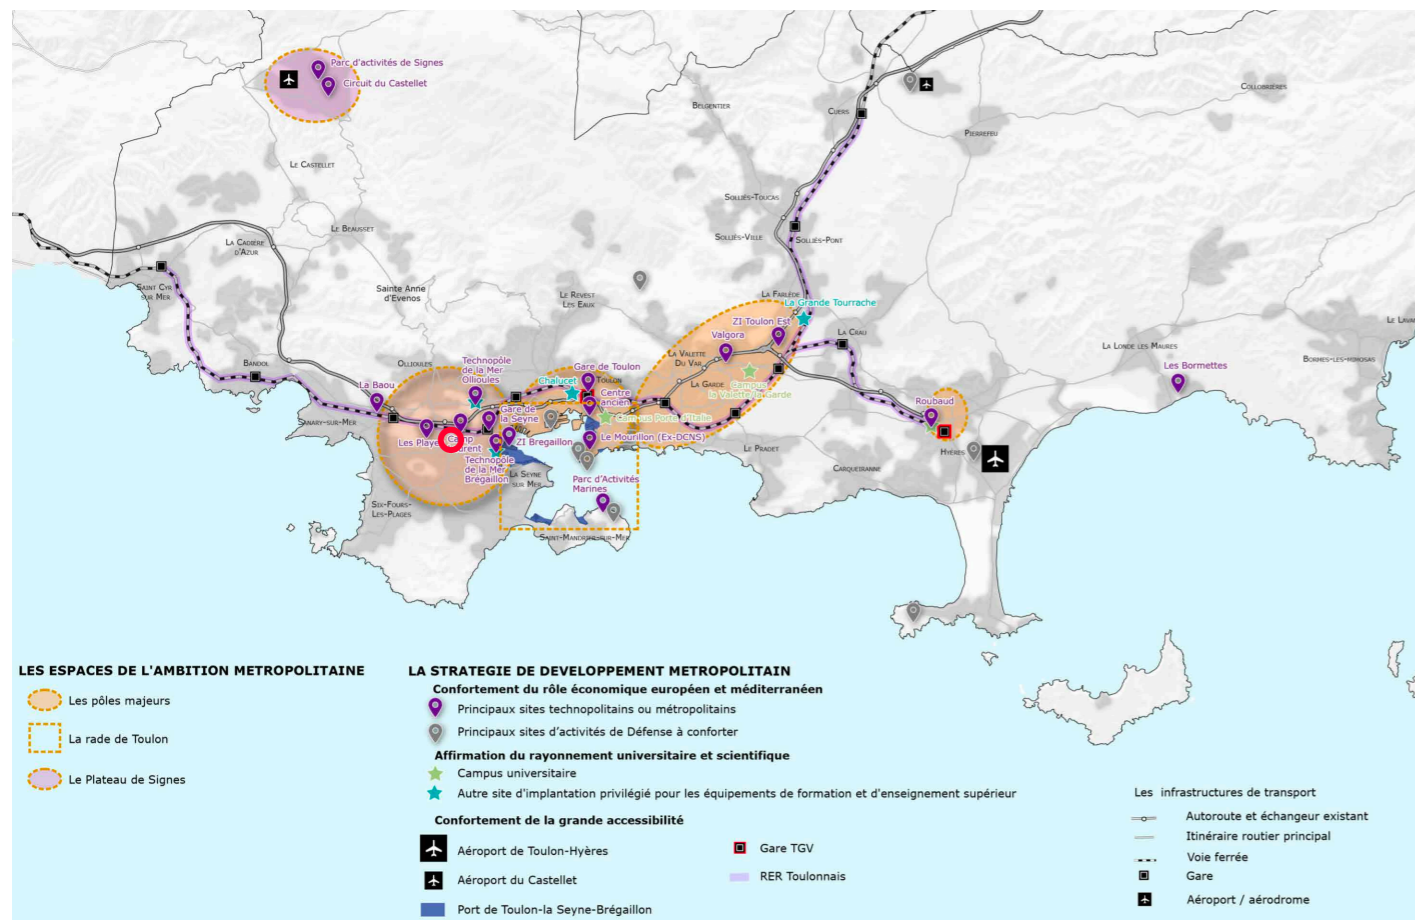 Parc d'activités de Signes
Circuit du Castellet
LE CASTELLET
LE BEAUSSET
LA CADIÈRE
D'AZUR
SAINT CYR
SUR MER
BANDOL
SANARY-SUR-MER
Sainte Anne
d'Evenos
OLLIOULES
LE REVEST
LES EAUX
BELGENTIER
CUERS
PIERREFEU
COLLOBRIÈRES
SOLLIÈS-TOUCAS
SOLLIÈS-VILLE
SOLLIÈS-PONT
LA FARLÈDE
La Grande Tourrache
ZI Toulon Est
Valgora
LA VALETTE
DU VAR
LA GARDE
Campus
la Valette/la Garde
LA CRAU
LA LONDE LES MAURES
Les Bormettes
BORMES-LES-MIMOSAS
LE LAVAN
Roubaud
HYÈRES
CARQUEIRANNE
LE PRADET
La Baou
Technopôle
de la Mer
Ollioules
Gare de Toulon
TOULON
Chalucet
Centre
ancien
Campus Porte d'Italie
Gare de
la Seyne
Les Playes
Camp
Laurent
ZI Bregaillon
Le Mourillon (Ex-DCNS)
Technopôle
de la Mer
Brégaillon
LA SEYNE
SUR MER
Parc d'Activités
Marines
SIX-FOURS-
LES-PLAGES
SAINT-MANDRIER-SUR-MER
LES ESPACES DE L'AMBITION METROPOLITAINE
Les pôles majeurs
La rade de Toulon
Le Plateau de Signes
LA STRATEGIE DE DEVELOPPEMENT METROPOLITAIN
Confortement du rôle économique européen et méditerranéen
Principaux sites technopolitains ou métropolitains
Principaux sites d'activités de Défense à conforter
Affirmation du rayonnement universitaire et scientifique
Campus universitaire
Autre site d'implantation privilégié pour les équipements de formation et d'enseignement supérieur
Confortement de la grande accessibilité
Aéroport de Toulon-Hyères
Aéroport du Castellet
Port de Toulon-la Seyne-Brégaillon
Gare TGV
RER Toulonnais
Les infrastructures de transport
Autoroute et échangeur existant
Itinéraire routier principal
Voie ferrée
Gare
Aéroport / aérodrome